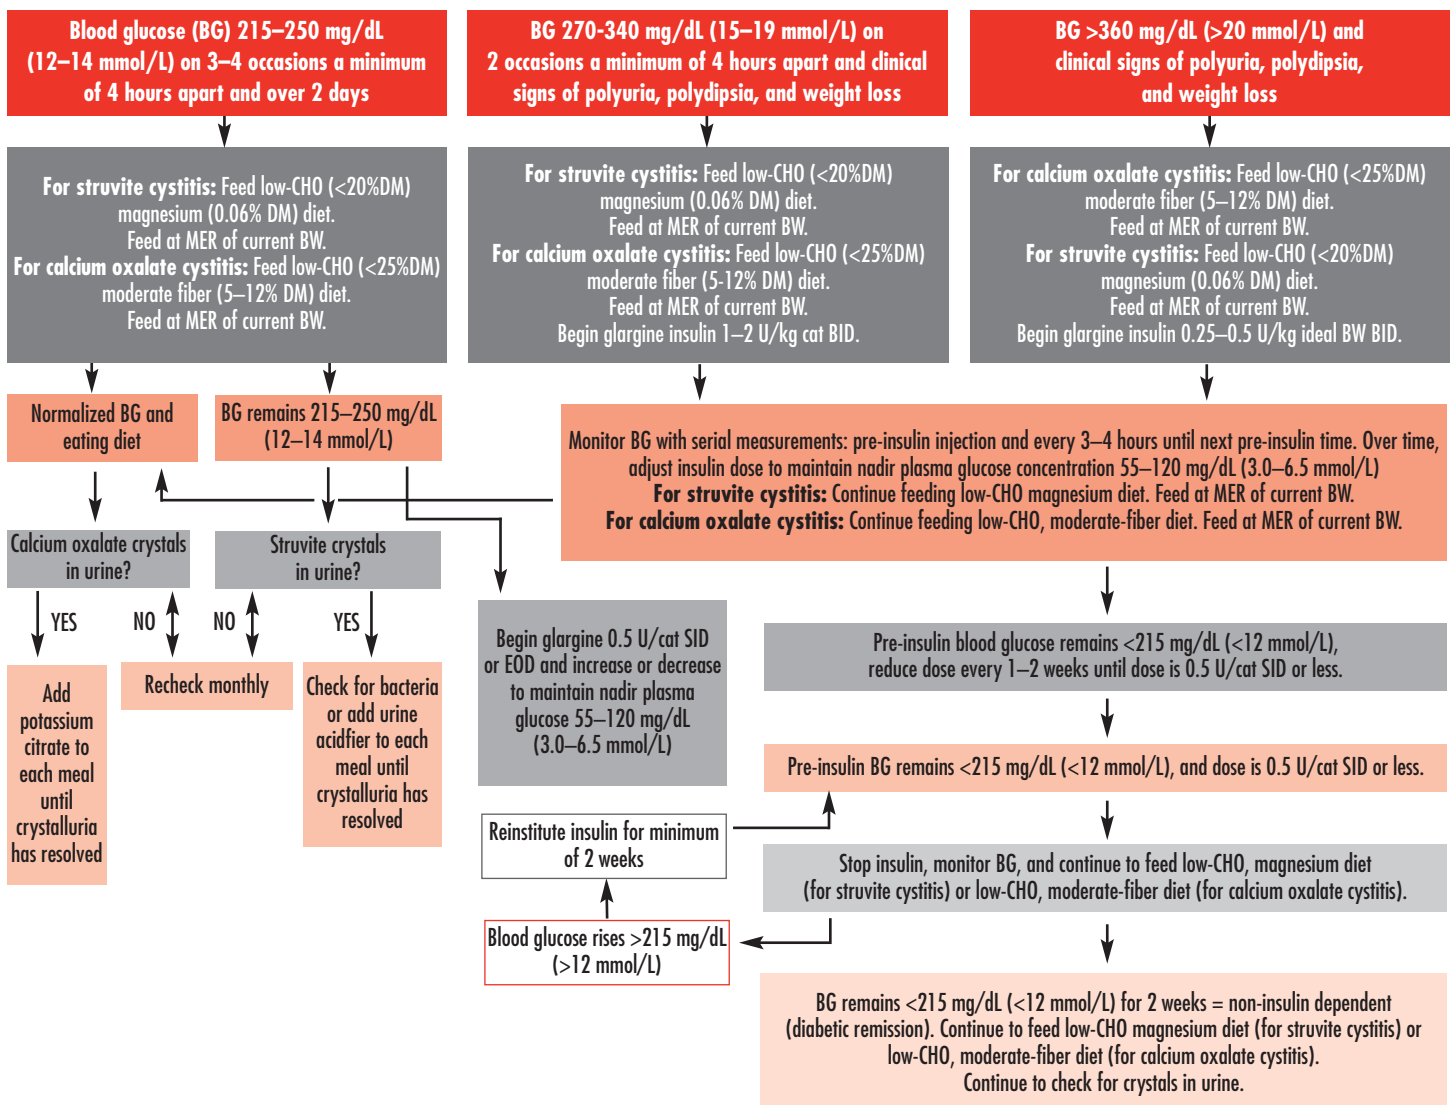 Blood glucose (BG) 215–250 mg/dL
(12–14 mmol/L) on 3–4 occasions a minimum
of 4 hours apart and over 2 days
BG 270-340 mg/dL (15–19 mmol/L) on
2 occasions a minimum of 4 hours apart and clinical
signs of polyuria, polydipsia, and weight loss
BG >360 mg/dL (>20 mmol/L) and
clinical signs of polyuria, polydipsia,
and weight loss
For struvite cystitis: Feed low-CHO (<20%DM)
magnesium (0.06% DM) diet.
Feed at MER of current BW.
For calcium oxalate cystitis: Feed low-CHO (<25%DM)
moderate fiber (5–12% DM) diet.
Feed at MER of current BW.
For struvite cystitis: Feed low-CHO (<20%DM)
magnesium (0.06% DM) diet.
Feed at MER of current BW.
For calcium oxalate cystitis: Feed low-CHO (<25%DM)
moderate fiber (5-12% DM) diet.
Feed at MER of current BW.
Begin glargine insulin 1–2 U/kg cat BID.
For calcium oxalate cystitis: Feed low-CHO (<25%DM)
moderate fiber (5–12% DM) diet.
Feed at MER of current BW.
For struvite cystitis: Feed low-CHO (<20%DM)
magnesium (0.06% DM) diet.
Feed at MER of current BW.
Begin glargine insulin 0.25–0.5 U/kg ideal BW BID.
Normalized BG and
eating diet
BG remains 215–250 mg/dL
(12–14 mmol/L)
Monitor BG with serial measurements: pre-insulin injection and every 3–4 hours until next pre-insulin time. Over time,
adjust insulin dose to maintain nadir plasma glucose concentration 55–120 mg/dL (3.0–6.5 mmol/L)
For struvite cystitis: Continue feeding low-CHO magnesium diet. Feed at MER of current BW.
For calcium oxalate cystitis: Continue feeding low-CHO, moderate-fiber diet. Feed at MER of current BW.
Calcium oxalate crystals
in urine?
Struvite crystals
in urine?
YES
NO
NO
YES
Add
potassium
citrate to
each meal
until
crystalluria
has resolved
Recheck monthly
Check for bacteria
or add urine
acidfier to each
meal until
crystalluria has
resolved
Begin glargine 0.5 U/cat SID
or EOD and increase or decrease
to maintain nadir plasma
glucose 55–120 mg/dL
(3.0–6.5 mmol/L)
Pre-insulin blood glucose remains <215 mg/dL (<12 mmol/L),
reduce dose every 1–2 weeks until dose is 0.5 U/cat SID or less.
Pre-insulin BG remains <215 mg/dL (<12 mmol/L), and dose is 0.5 U/cat SID or less.
Reinstitute insulin for minimum
of 2 weeks
Stop insulin, monitor BG, and continue to feed low-CHO, magnesium diet
(for struvite cystitis) or low-CHO, moderate-fiber diet (for calcium oxalate cystitis).
Blood glucose rises >215 mg/dL
(>12 mmol/L)
BG remains <215 mg/dL (<12 mmol/L) for 2 weeks = non-insulin dependent
(diabetic remission). Continue to feed low-CHO magnesium diet (for struvite cystitis) or
low-CHO, moderate-fiber diet (for calcium oxalate cystitis).
Continue to check for crystals in urine.